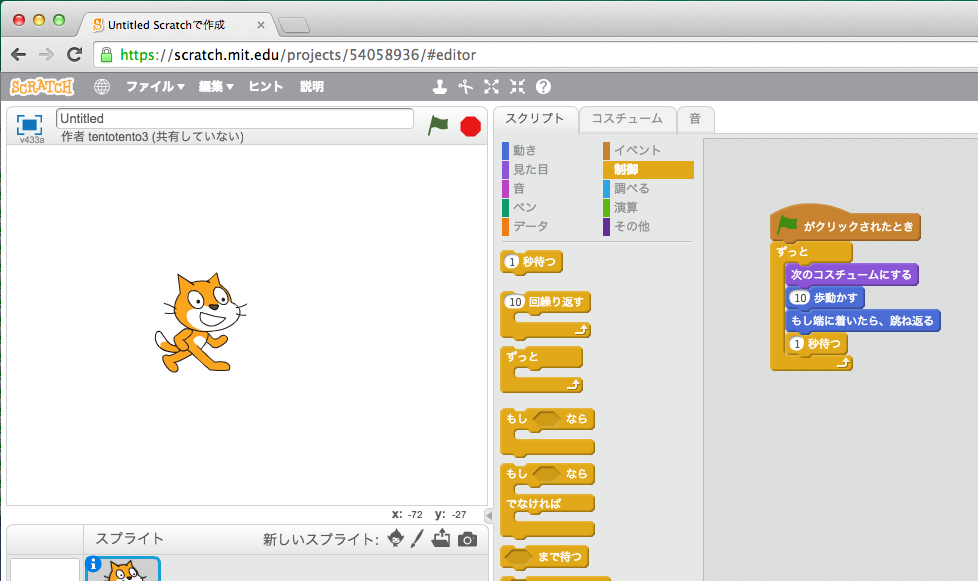 Untitled Scratchで作成
https://scratch.mit.edu/projects/54058936/#editor
SCRATCH ファイル▼ 編集▼ ヒント 説明
Untitled
作者 tentotento3 (共有していない)
v433a
スクリプト コスチューム 音
動き イベント
見た目 制御
音 調べる
ペン 演算
データ その他
1 秒待つ
10 回繰り返す
ずっと
もし なら
もし なら
でなければ
まで待つ
がクリックされたとき
ずっと
次のコスチュームにする
10 歩動かす
もし端に着いたら、跳ね返る
1 秒待つ
x: -72 y: -27
スプライト 新しいスプライト: